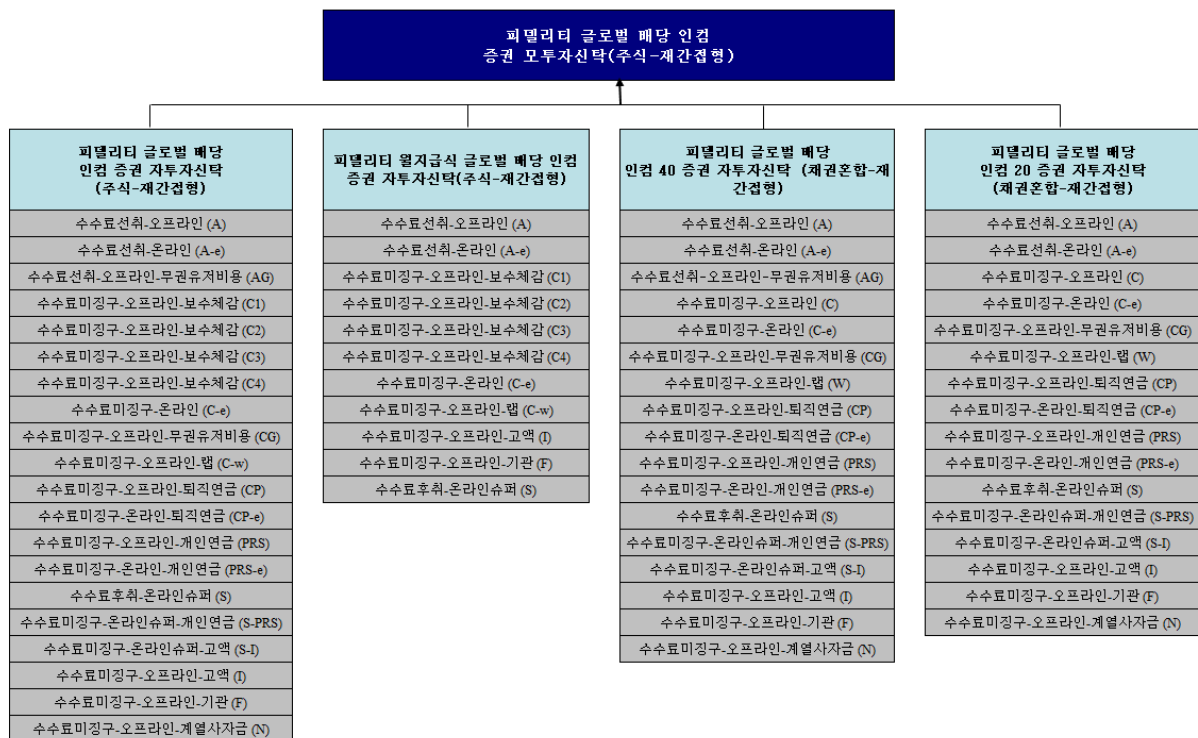 피델리티 글로벌 배당 인컴
증권 모투자신탁(주식-재간접형)
피델리티 글로벌 배당
인컴 증권 자투자신탁
(주식-재간접형)
수수료선취-오프라인 (A)
수수료선취-온라인 (A-e)
수수료선취-오프라인-무권유저비용 (AG)
수수료미징구-오프라인-보수체감 (C1)
수수료미징구-오프라인-보수체감 (C2)
수수료미징구-오프라인-보수체감 (C3)
수수료미징구-오프라인-보수체감 (C4)
수수료미징구-온라인 (C-e)
수수료미징구-오프라인-무권유저비용 (CG)
수수료미징구-오프라인-랩 (C-w)
수수료미징구-오프라인-퇴직연금 (CP)
수수료미징구-온라인-퇴직연금 (CP-e)
수수료미징구-오프라인-개인연금 (PRS)
수수료미징구-온라인-개인연금 (PRS-e)
수수료후취-온라인슈퍼 (S)
수수료미징구-온라인슈퍼-개인연금 (S-PRS)
수수료미징구-온라인슈퍼-고액 (S-I)
수수료미징구-오프라인-고액 (I)
수수료미징구-오프라인-기관 (F)
수수료미징구-오프라인-계열사자금 (N)
피델리티 월지급식 글로벌 배당 인컴
증권 자투자신탁(주식-재간접형)
수수료선취-오프라인 (A)
수수료선취-온라인 (A-e)
수수료미징구-오프라인-보수체감 (C1)
수수료미징구-오프라인-보수체감 (C2)
수수료미징구-오프라인-보수체감 (C3)
수수료미징구-오프라인-보수체감 (C4)
수수료미징구-온라인 (C-e)
수수료미징구-오프라인-랩 (C-w)
수수료미징구-오프라인-고액 (I)
수수료미징구-오프라인-기관 (F)
수수료후취-온라인슈퍼 (S)
피델리티 글로벌 배당
인컴 40 증권 자투자신탁 (채권혼합-재
간접형)
수수료선취-오프라인 (A)
수수료선취-온라인 (A-e)
수수료선취-오프라인-무권유저비용 (AG)
수수료미징구-오프라인 (C)
수수료미징구-온라인 (C-e)
수수료미징구-오프라인-무권유저비용 (CG)
수수료미징구-오프라인-랩 (W)
수수료미징구-오프라인-퇴직연금 (CP)
수수료미징구-온라인-퇴직연금 (CP-e)
수수료미징구-오프라인-개인연금 (PRS)
수수료미징구-온라인-개인연금 (PRS-e)
수수료후취-온라인슈퍼 (S)
수수료미징구-온라인슈퍼-개인연금 (S-PRS)
수수료미징구-온라인슈퍼-고액 (S-I)
수수료미징구-오프라인-고액 (I)
수수료미징구-오프라인-기관 (F)
수수료미징구-오프라인-계열사자금 (N)
피델리티 글로벌 배당
인컴 20 증권 자투자신탁
(채권혼합-재간접형)
수수료선취-오프라인 (A)
수수료선취-온라인 (A-e)
수수료미징구-오프라인 (C)
수수료미징구-온라인 (C-e)
수수료미징구-오프라인-무권유저비용 (CG)
수수료미징구-오프라인-랩 (W)
수수료미징구-오프라인-퇴직연금 (CP)
수수료미징구-온라인-퇴직연금 (CP-e)
수수료미징구-오프라인-개인연금 (PRS)
수수료미징구-온라인-개인연금 (PRS-e)
수수료후취-온라인슈퍼 (S)
수수료미징구-온라인슈퍼-개인연금 (S-PRS)
수수료미징구-온라인슈퍼-고액 (S-I)
수수료미징구-오프라인-고액 (I)
수수료미징구-오프라인-기관 (F)
수수료미징구-오프라인-계열사자금 (N)